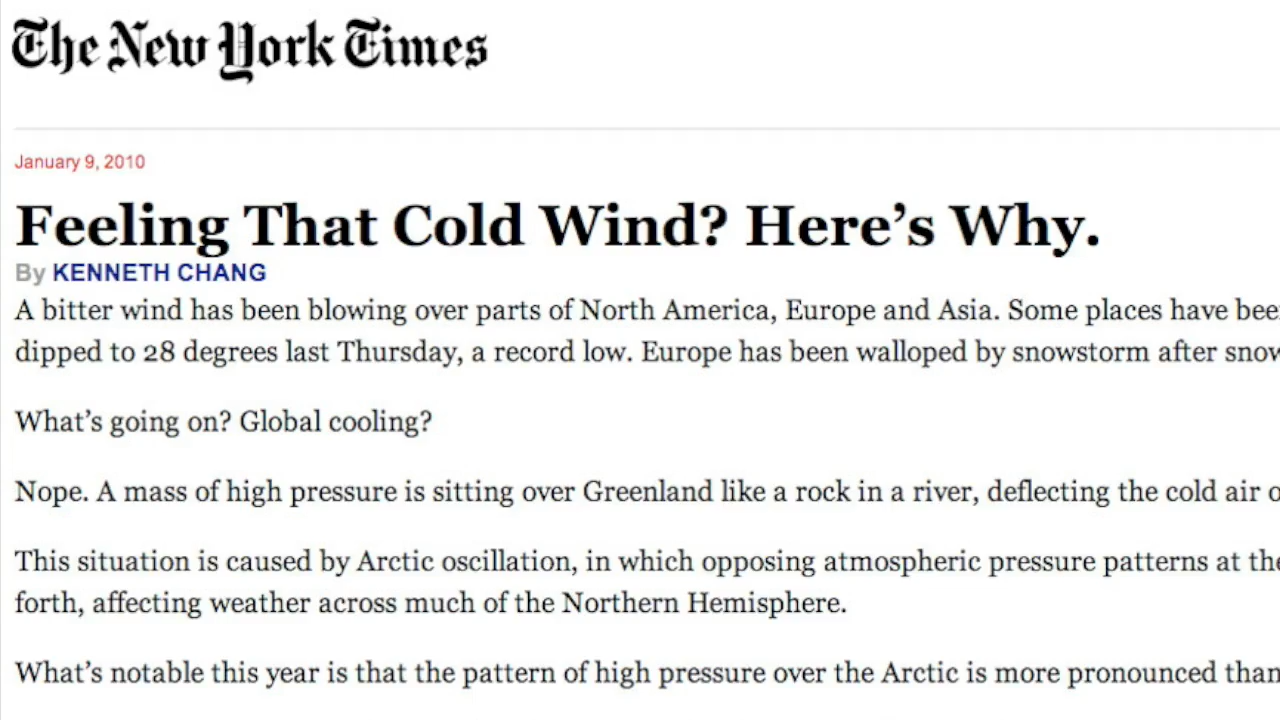 The New York Times
January 9, 2010
Feeling That Cold Wind? Here’s Why.
By KENNETH CHANG
A bitter wind has been blowing over parts of North America, Europe and Asia. Some places have
dipped to 28 degrees last Thursday, a record low. Europe has been walloped by snowstorm after
What’s going on? Global cooling?
Nope. A mass of high pressure is sitting over Greenland like a rock in a river, deflecting the cold air
This situation is caused by Arctic oscillation, in which opposing atmospheric pressure patterns at
forth, affecting weather across much of the Northern Hemisphere.
What’s notable this year is that the pattern of high pressure over the Arctic is more pronounced than